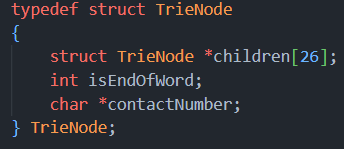 typedef struct TrieNode
{
    struct TrieNode *children[26];
    int isEndOfWord;
    char *contactNumber;
} TrieNode;